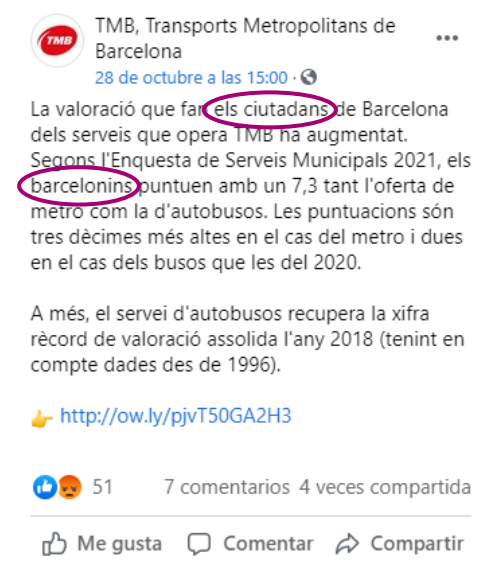 TMB
TMB, Transports Metropolitans de
Barcelona
28 de octubre a las 15:00 ·
La valoració que fan els ciutadans de Barcelona
dels serveis que opera TMB ha augmentat.
Segons l'Enquesta de Serveis Municipals 2021, els
barcelonins puntuen amb un 7,3 tant l'oferta de
metro com la d'autobusos. Les puntuacions són
tres dècimes més altes en el cas del metro i dues
en el cas dels busos que les del 2020.
A més, el servei d'autobusos recupera la xifra
rècord de valoració assolida l'any 2018 (tenint en
compte dades des de 1996).
👉 http://ow.ly/pjvT50GA2H3
51 7 comentarios 4 veces compartida
Me gusta Comentar Compartir